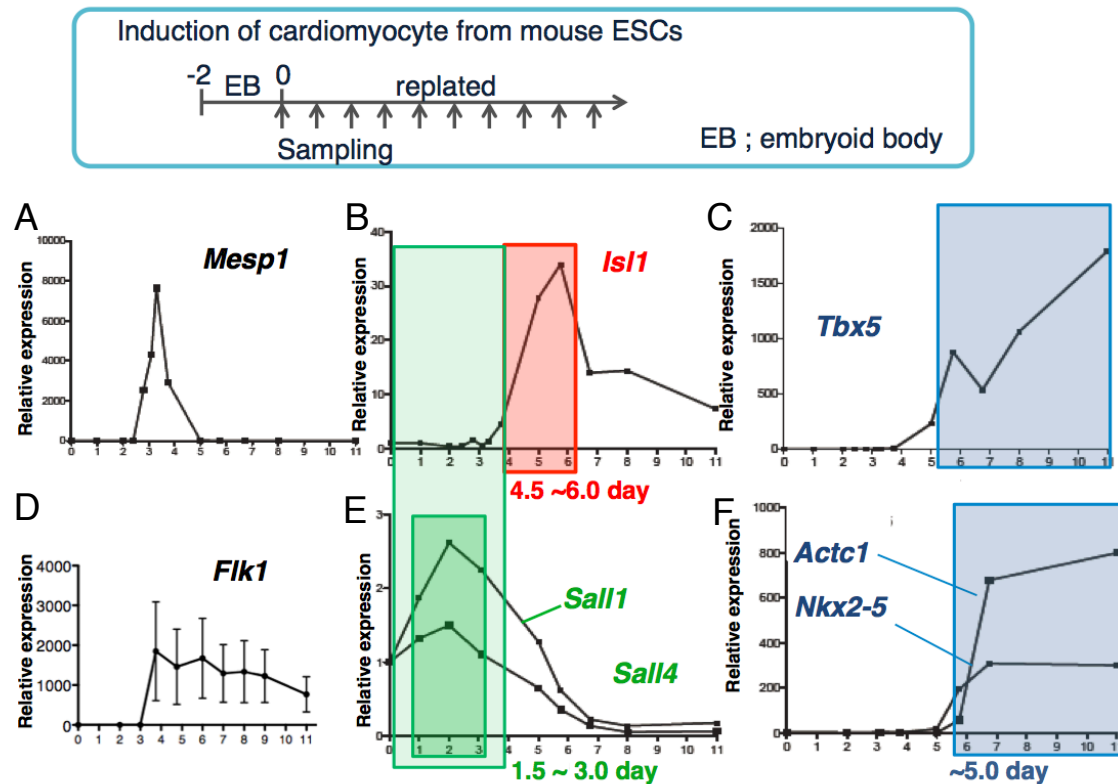 Induction of cardiomyocyte from mouse ESCs
-2 EB 0 replated
Sampling
EB ; embryoid body
A
10000
8000
6000
4000
2000
0
Relative expression
Mesp1
0 1 2 3 4 5 6 7 8 9 10 11
B
40
30
20
10
0
Relative expression
Isl1
0 1 2 3 4 5 6 7 8 9 10 11
4.5 ~6.0 day
C
2000
1500
1000
500
0
Relative expression
Tbx5
0 1 2 3 4 5 6 7 8 9 10 11
D
4000
3000
2000
1000
0
Relative expression
Flk1
0 1 2 3 4 5 6 7 8 9 10 11
E
3
2
1
0
Relative expression
Sall1
Sall4
0 1 2 3 4 5 6 7 8 9 10 11
1.5 ~ 3.0 day
F
1000
800
600
400
200
0
Relative expression
Actc1
Nkx2-5
0 1 2 3 4 5 6 7 8 9 10 1
~5.0 day